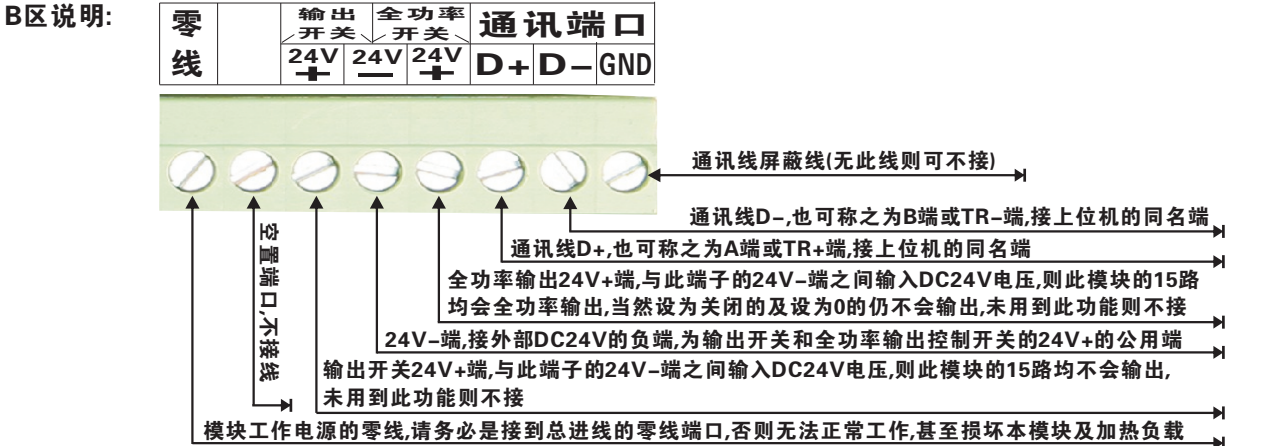 B区说明:
零线 输出开关 全功率开关 通讯端口
24V+ 24V− 24V+ D+ D− GND
通讯线屏蔽线(无此线则可不接)
通讯线D−,也可称之为B端或TR−端,接上位机的同名端
通讯线D+,也可称之为A端或TR+端,接上位机的同名端
空置端口,不接线
全功率输出24V+端,与此端子的24V−端之间输入DC24V电压,则此模块的15路
均会全功率输出,当然设为关闭的及设为0的仍不会输出,未用到此功能则不接
24V−端,接外部DC24V的负端,为输出开关和全功率输出控制开关的24V+的公用端
输出开关24V+端,与此端子的24V−端之间输入DC24V电压,则此模块的15路均不会输出,
未用到此功能则不接
模块工作电源的零线,请务必是接到总进线的零线端口,否则无法正常工作,甚至损坏本模块及加热负载